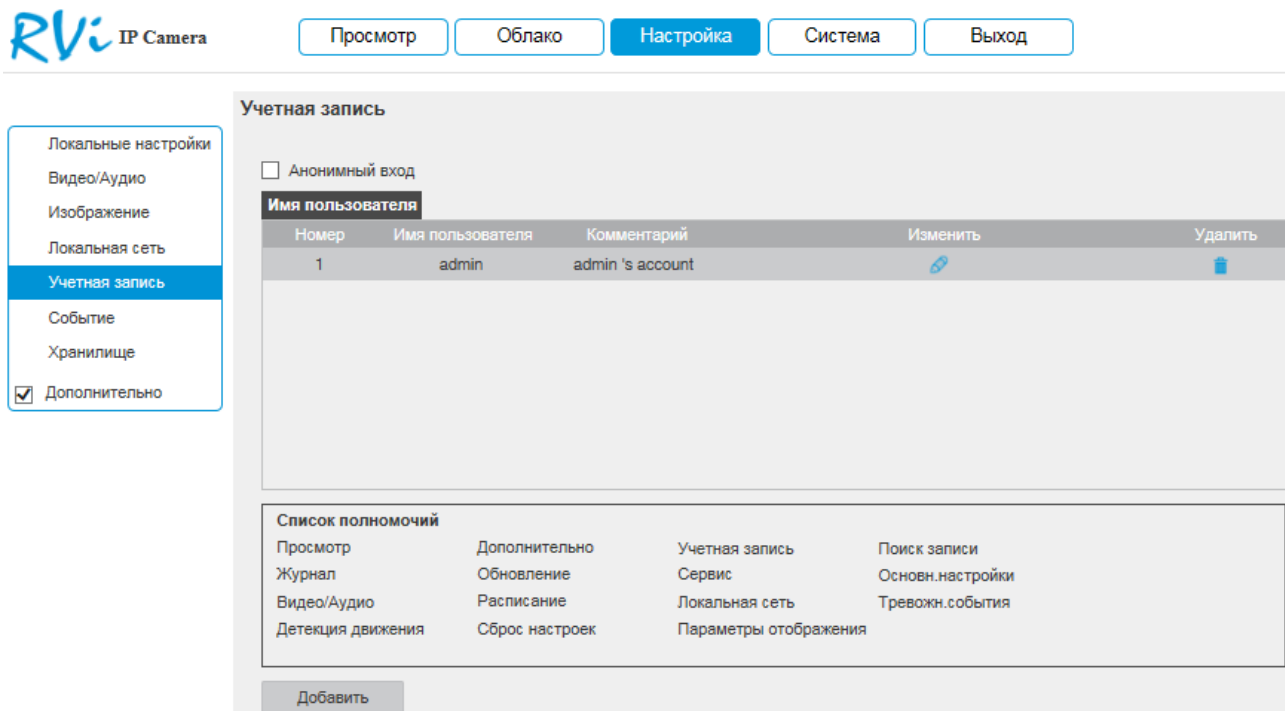 RVi IP Camera
Просмотр Облако Настройка Система Выход
Учетная запись
Локальные настройки
Видео/Аудио
Изображение
Локальная сеть
Учетная запись
Событие
Хранилище
Дополнительно
Анонимный вход
Имя пользователя
Номер Имя пользователя Комментарий Изменить Удалить
1 admin admin 's account
Список полномочий
Просмотр Дополнительно Учетная запись Поиск записи
Журнал Обновление Сервис Основн.настройки
Видео/Аудио Расписание Локальная сеть Тревожн.события
Детекция движения Сброс настроек Параметры отображения
Добавить